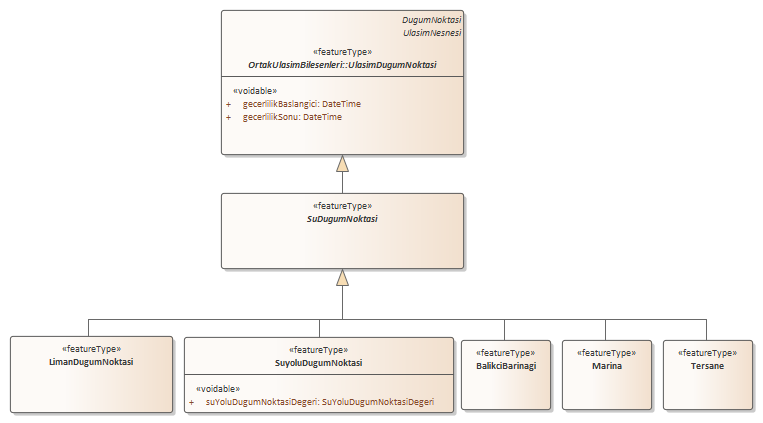 DugumNoktasi
UlasimNesnesi
«featureType»
OrtakUlasimBilesenleri::UlasimDugumNoktasi
«voidable»
+ gecerlilikBaslangici: DateTime
+ gecerlilikSonu: DateTime
«featureType»
SuDugumNoktasi
«featureType»
LimanDugumNoktasi
«featureType»
SuyoluDugumNoktasi
«voidable»
+ suYoluDugumNoktasiDegeri: SuYoluDugumNoktasiDegeri
«featureType»
BalikciBarinagi
«featureType»
Marina
«featureType»
Tersane